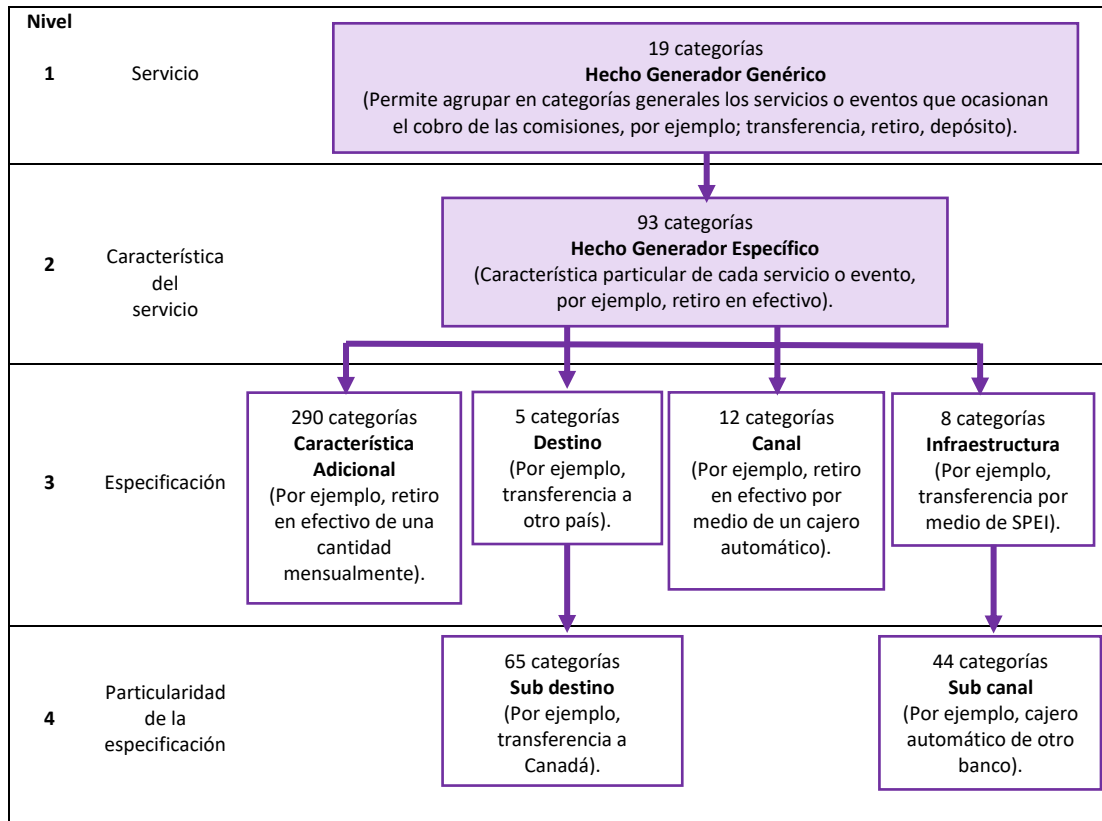 Nivel
1
Servicio
19 categorías
Hecho Generador Genérico
(Permite agrupar en categorías generales los servicios o eventos que ocasionan
el cobro de las comisiones, por ejemplo; transferencia, retiro, depósito).
2
Característica
del
servicio
93 categorías
Hecho Generador Específico
(Característica particular de cada servicio o evento,
por ejemplo, retiro en efectivo).
3
Especificación
290 categorías
Característica
Adicional
(Por ejemplo, retiro
en efectivo de una
cantidad
mensualmente).
5 categorías
Destino
(Por ejemplo,
transferencia a
otro país).
12 categorías
Canal
(Por ejemplo, retiro
en efectivo por
medio de un cajero
automático).
8 categorías
Infraestructura
(Por ejemplo,
transferencia por
medio de SPEI).
4
Particularidad
de la
especificación
65 categorías
Sub destino
(Por ejemplo,
transferencia a
Canadá).
44 categorías
Sub canal
(Por ejemplo, cajero
automático de otro
banco).